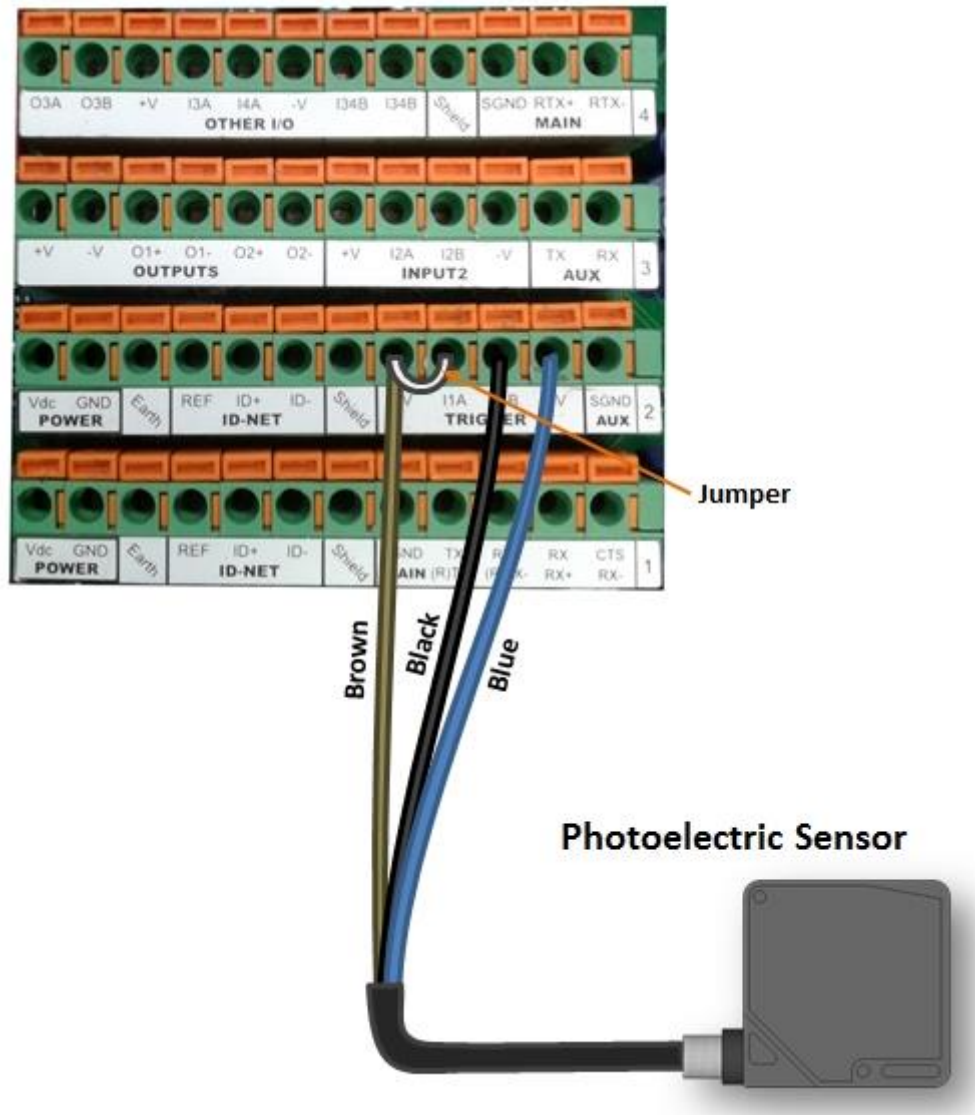 O3A O3B +V I3A I4A -V I34B I34B Shield SGND RTX+ RTX-
OTHER I/O MAIN 4
+V -V O1+ O1- O2+ O2- +V I2A I2B -V TX RX
OUTPUTS INPUT2 AUX 3
Vdc GND Earth REF ID+ ID- Shield I1A SGND
POWER ID-NET AUX 2
Jumper
Vdc GND Earth REF ID+ ID- Shield TX RX CTS
POWER ID-NET RX+ RX- 1
Brown
Black
Blue
Photoelectric Sensor